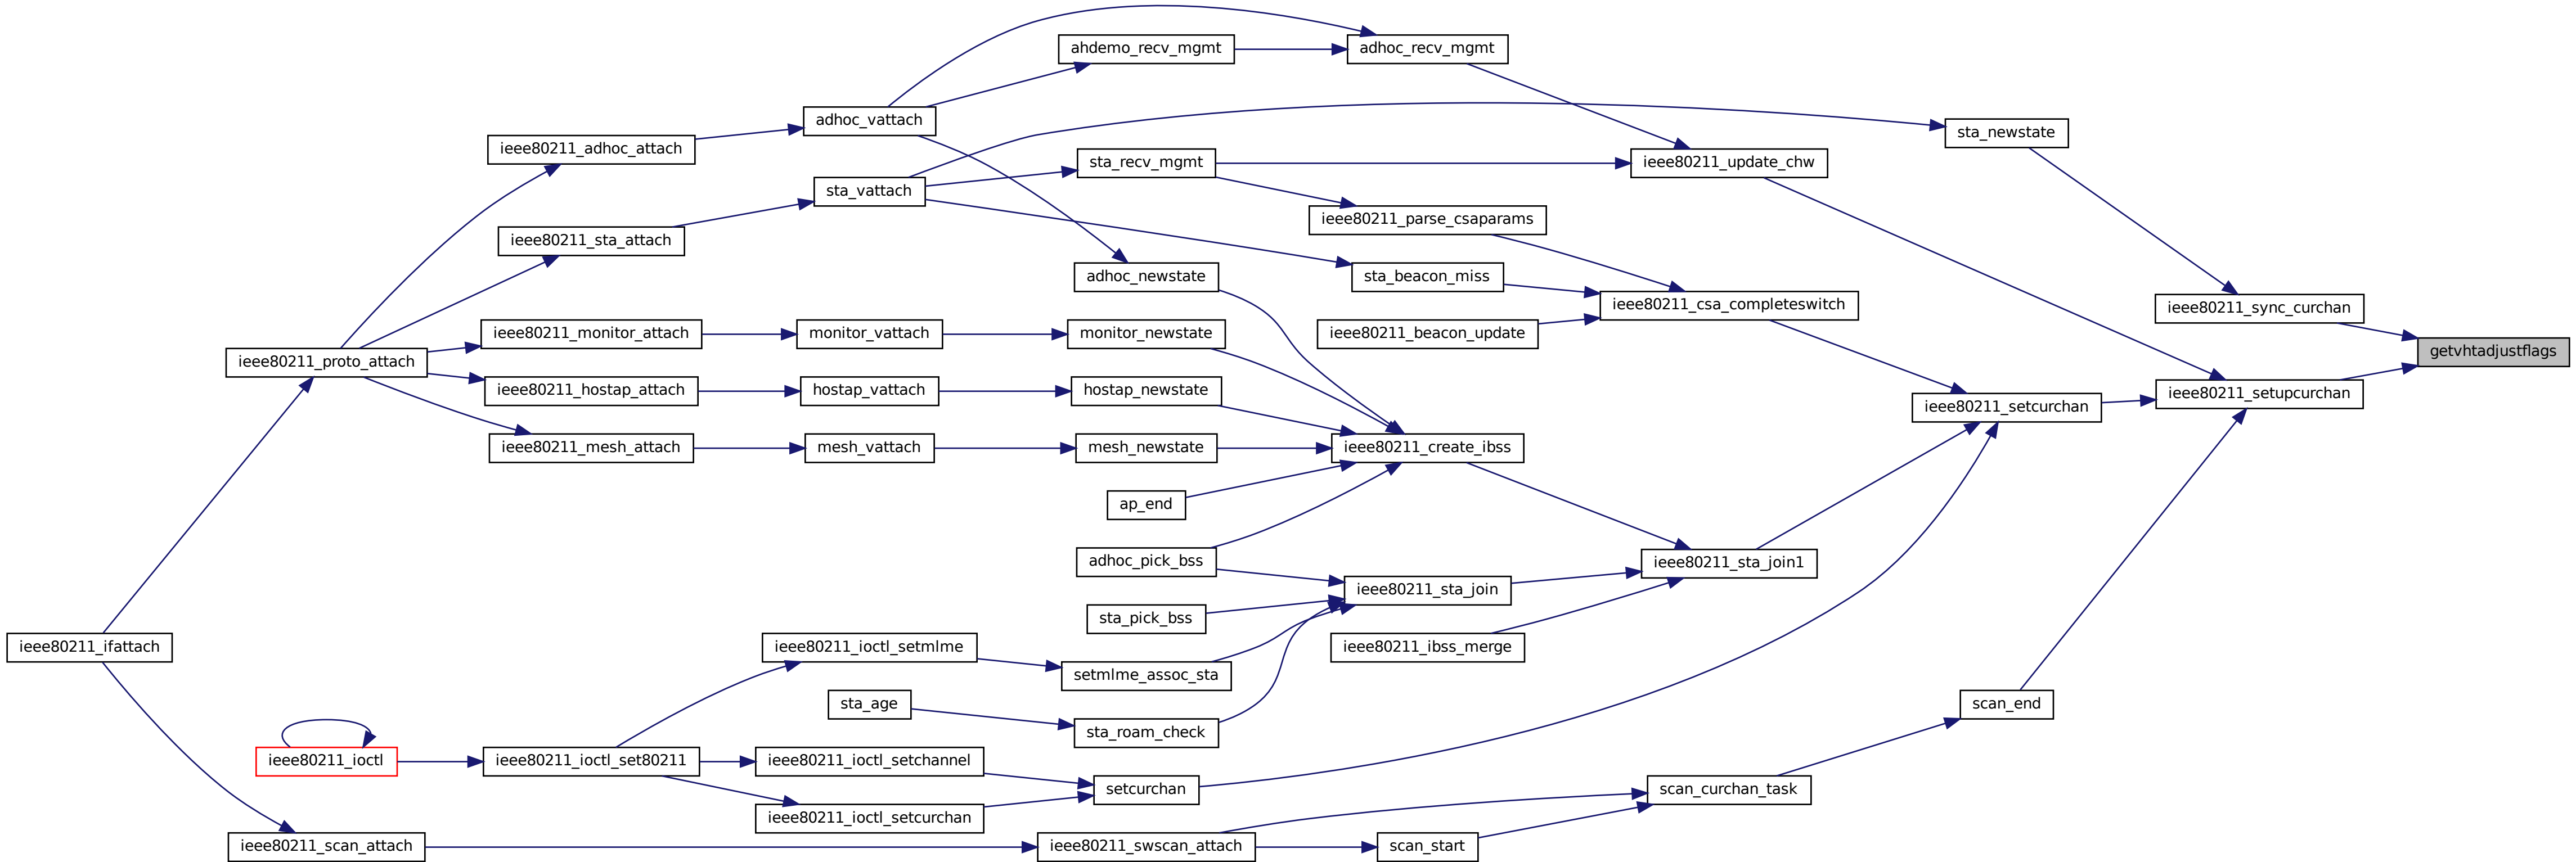 ahdemo_recv_mgmt
adhoc_recv_mgmt
adhoc_vattach
sta_newstate
ieee80211_adhoc_attach
sta_recv_mgmt
ieee80211_update_chw
sta_vattach
ieee80211_parse_csaparams
ieee80211_sta_attach
adhoc_newstate
sta_beacon_miss
ieee80211_csa_completeswitch
ieee80211_sync_curchan
ieee80211_monitor_attach
monitor_vattach
monitor_newstate
ieee80211_beacon_update
getvhtadjustflags
ieee80211_proto_attach
ieee80211_hostap_attach
hostap_vattach
hostap_newstate
ieee80211_setupcurchan
ieee80211_setcurchan
ieee80211_mesh_attach
mesh_vattach
mesh_newstate
ieee80211_create_ibss
ap_end
adhoc_pick_bss
ieee80211_sta_join1
ieee80211_sta_join
sta_pick_bss
ieee80211_ifattach
ieee80211_ioctl_setmlme
ieee80211_ibss_merge
setmlme_assoc_sta
sta_age
scan_end
sta_roam_check
ieee80211_ioctl
ieee80211_ioctl_set80211
ieee80211_ioctl_setchannel
setcurchan
scan_curchan_task
ieee80211_ioctl_setcurchan
ieee80211_scan_attach
ieee80211_swscan_attach
scan_start